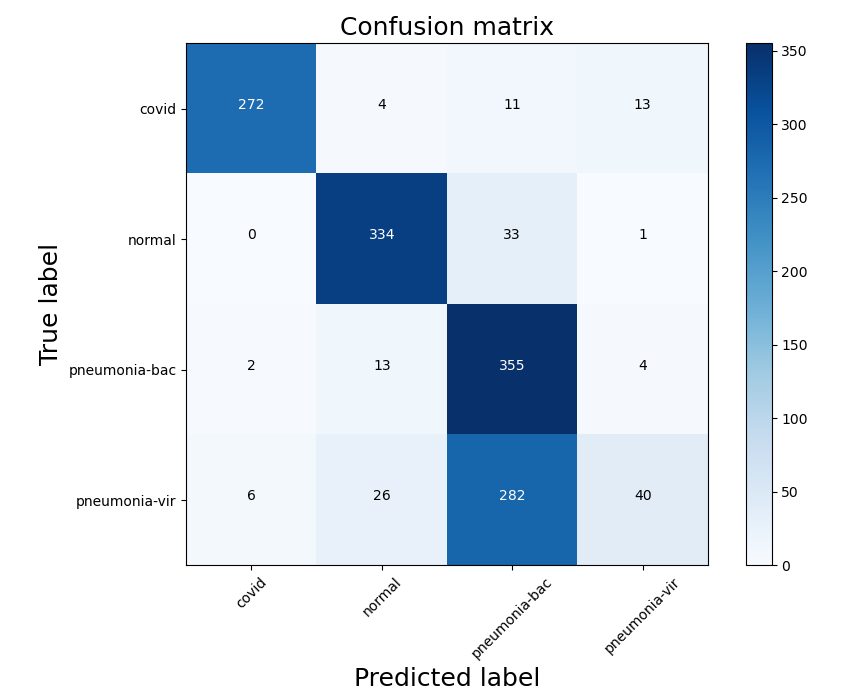 Confusion matrix
covid 272 4 11 13
normal 0 334 33 1
pneumonia-bac 2 13 355 4
pneumonia-vir 6 26 282 40
covid normal pneumonia-bac pneumonia-vir
True label
Predicted label
350
300
250
200
150
100
50
0